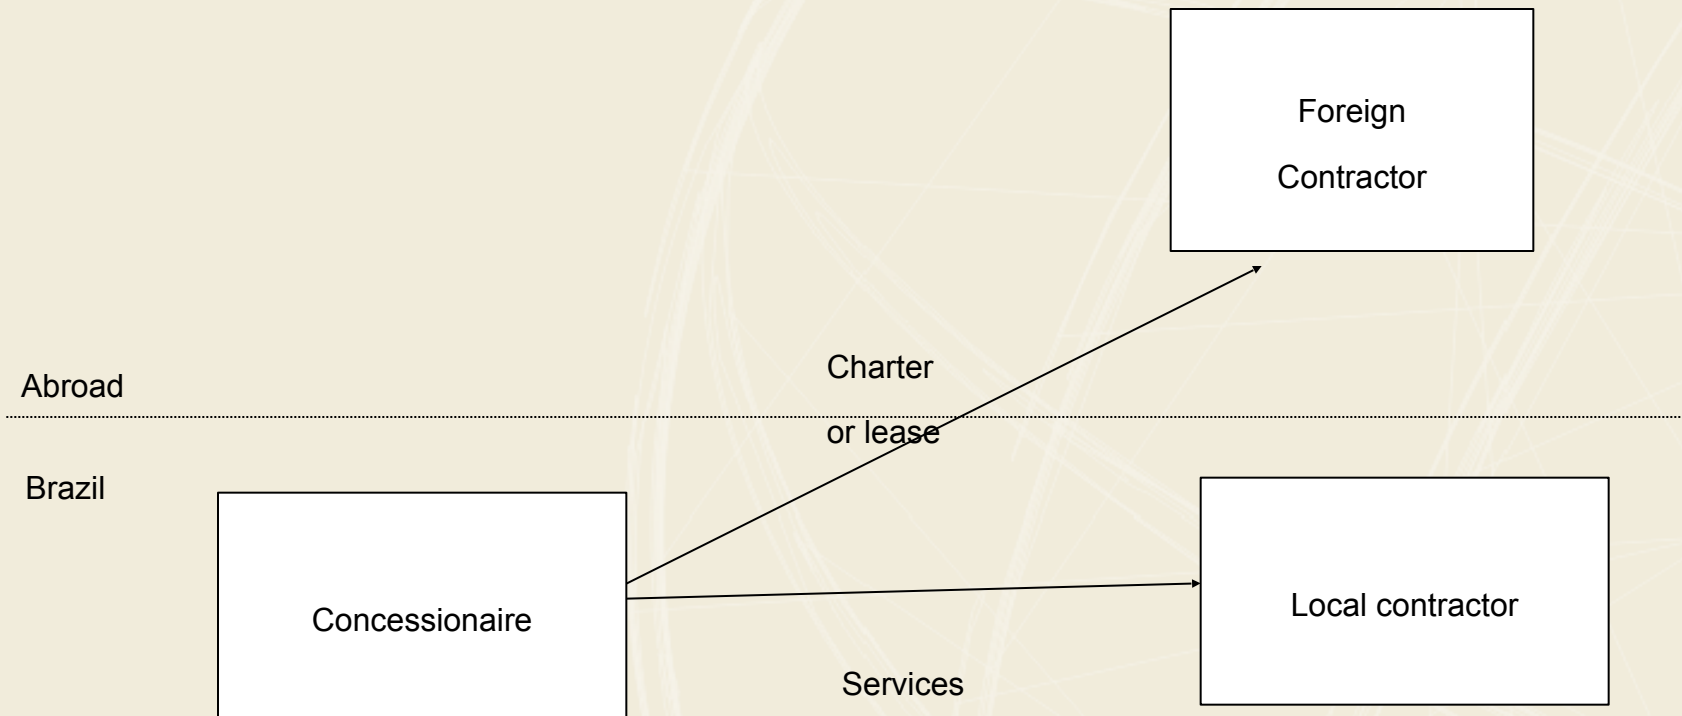 Foreign
Contractor
Charter
Abroad
or lease
Brazil
Concessionaire
Local contractor
Services